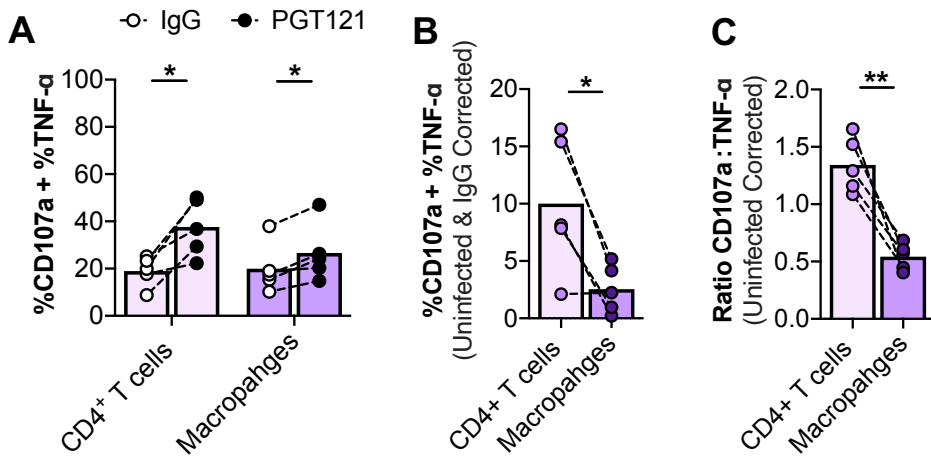 IgG PGT121
A
B
C
%CD107a + %TNF-α
100
80
60
40
20
0
* *
CD4⁺ T cells
Macropahges
%CD107a + %TNF-α
(Uninfected & IgG Corrected)
20
15
10
5
0
*
CD4+ T cells
Macropahges
Ratio CD107a:TNF-α
(Uninfected Corrected)
2.0
1.5
1.0
0.5
0.0
**
CD4+ T cells
Macropahges